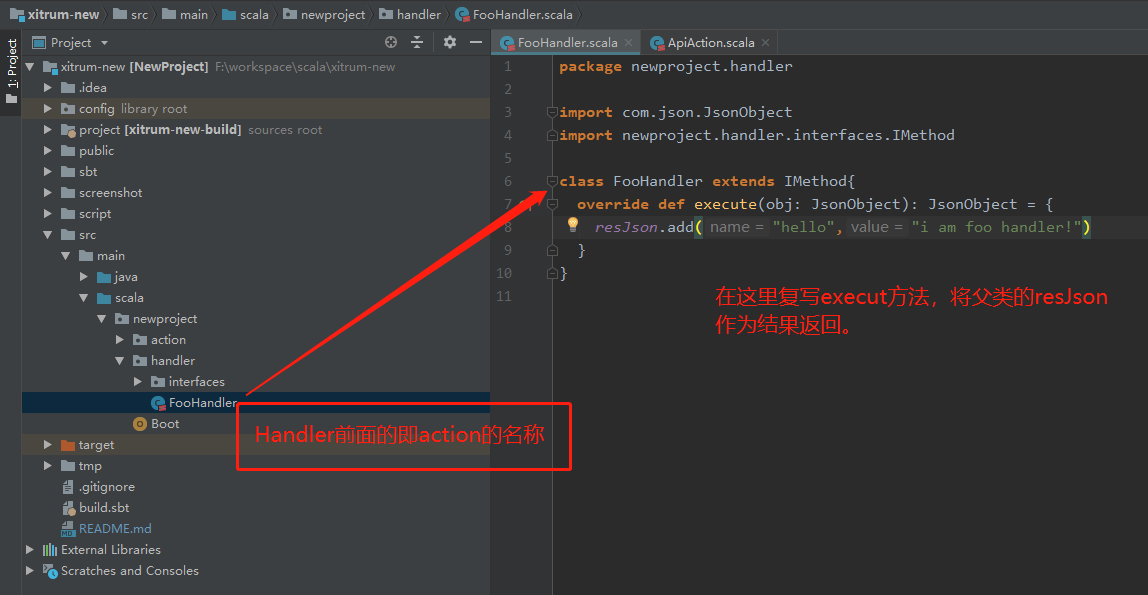 xitrum-new src main scala newproject handler FooHandler.scala
1: Project
Project
FooHandler.scala ApiAction.scala
xitrum-new [NewProject] F:\workspace\scala\xitrum-new
.idea
config library root
project [xitrum-new-build] sources root
public
sbt
screenshot
script
src
main
java
scala
newproject
action
handler
interfaces
FooHandler
Boot
target
tmp
.gitignore
build.sbt
README.md
External Libraries
Scratches and Consoles
1 package newproject.handler
2
3 import com.json.JsonObject
4 import newproject.handler.interfaces.IMethod
5
6 class FooHandler extends IMethod{
7 override def execute(obj: JsonObject): JsonObject = {
8 resJson.add( name = "hello", value = "i am foo handler!")
9 }
10 }
11
在这里复写execut方法，将父类的resJson
作为结果返回。
Handler前面的即action的名称